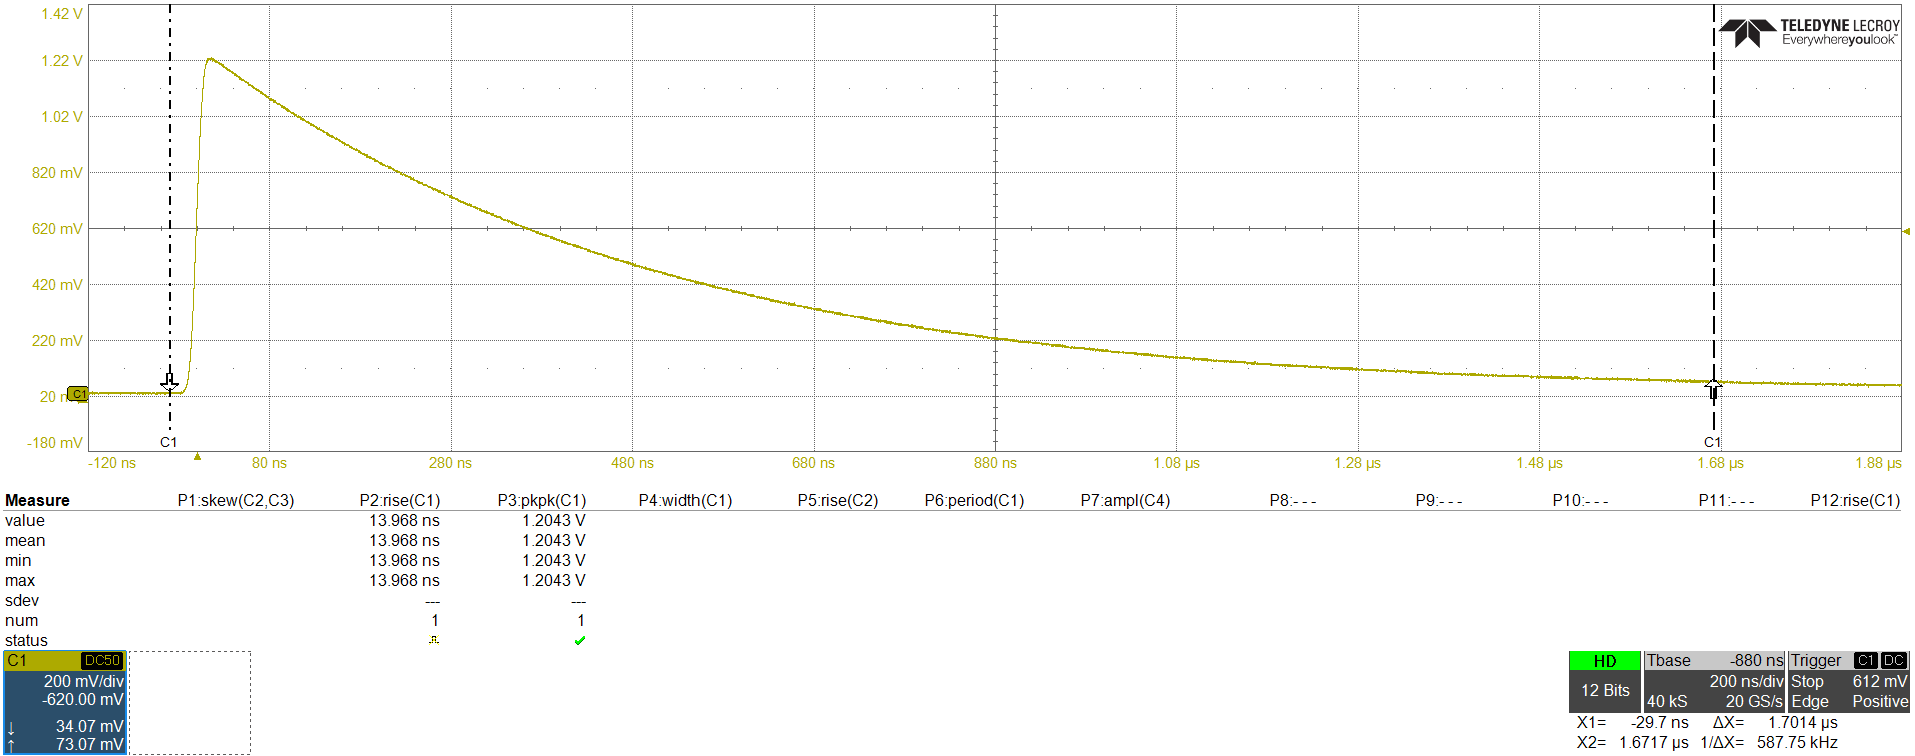 1.42 V
TELEDYNE LECROY
Everywhereyoulook™
1.22 V
1.02 V
820 mV
620 mV
420 mV
220 mV
20 m
C1
-180 mV
C1
C1
-120 ns 80 ns 280 ns 480 ns 680 ns 880 ns 1.08 µs 1.28 µs 1.48 µs 1.68 µs 1.88 µs
Measure P1:skew(C2,C3) P2:rise(C1) P3:pkpk(C1) P4:width(C1) P5:rise(C2) P6:period(C1) P7:ampl(C4) P8:--- P9:--- P10:--- P11:--- P12:rise(C1)
value 13.968 ns 1.2043 V
mean 13.968 ns 1.2043 V
min 13.968 ns 1.2043 V
max 13.968 ns 1.2043 V
sdev --- ---
num 1 1
status
C1 DC50
200 mV/div
-620.00 mV
↓ 34.07 mV
↑ 73.07 mV
HD
12 Bits
Tbase -880 ns
200 ns/div
40 kS 20 GS/s
Trigger C1 DC
Stop 612 mV
Edge Positive
X1= -29.7 ns ΔX= 1.7014 µs
X2= 1.6717 µs 1/ΔX= 587.75 kHz